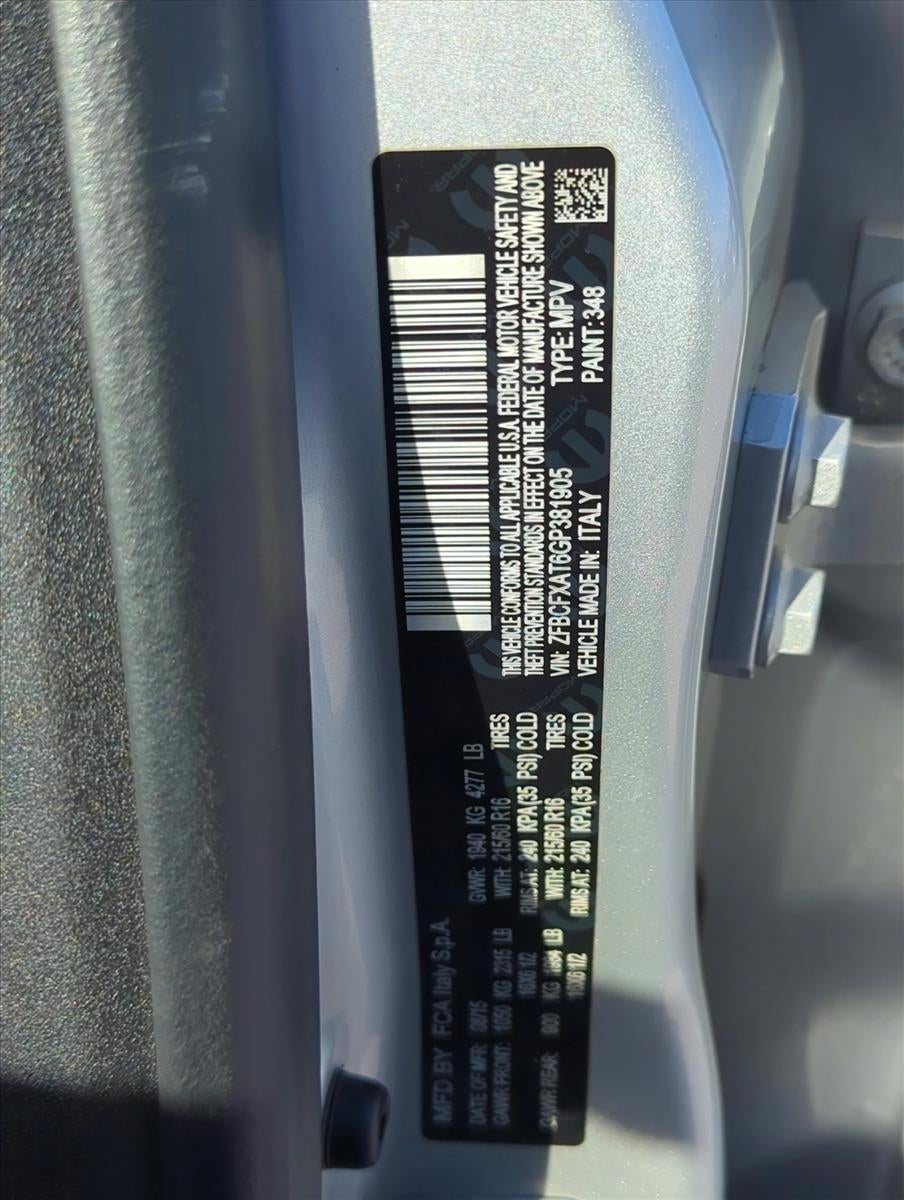 MFD BY FCA Italy S.p.A.
DATE OF MFR: 08/15 GVWR: 1940 KG 4277 LB
GAWR FRONT: 1050 KG 2315 LB WITH: 215/60 R16 TIRES
16X6 1/2 RIMS AT: 240 KPA(35 PSI) COLD
GAWR REAR: 900 KG LB WITH: 215/60 R16 TIRES
16X6 1/2 RIMS AT: 240 KPA(35 PSI) COLD
THIS VEHICLE CONFORMS TO ALL APPLICABLE U.S.A. FEDERAL MOTOR VEHICLE SAFETY AND
THEFT PREVENTION STANDARDS IN EFFECT ON THE DATE OF MANUFACTURE SHOWN ABOVE
VIN: ZFBCFXAT6GP381905 TYPE: MPV
VEHICLE MADE IN: ITALY PAINT: 348
MOPAR
MOPAR
MOPAR